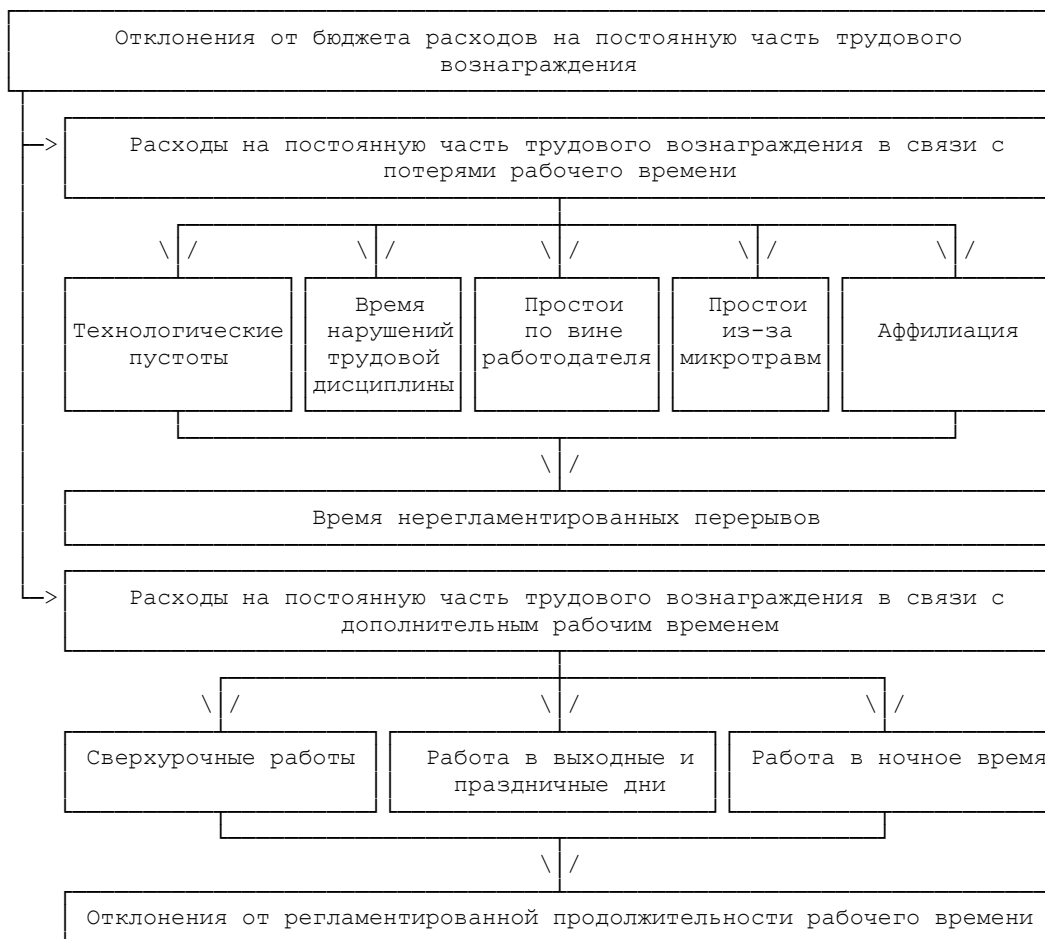 Отклонения от бюджета расходов на постоянную часть трудового
вознаграждения
Расходы на постоянную часть трудового вознаграждения в связи с
потерями рабочего времени
Технологические
пустоты
Время
нарушений
трудовой
дисциплины
Простои
по вине
работодателя
Простои
из-за
микротравм
Аффилиация
Время нерегламентированных перерывов
Расходы на постоянную часть трудового вознаграждения в связи с
дополнительным рабочим временем
Сверхурочные работы
Работа в выходные и
праздничные дни
Работа в ночное время
Отклонения от регламентированной продолжительности рабочего времени